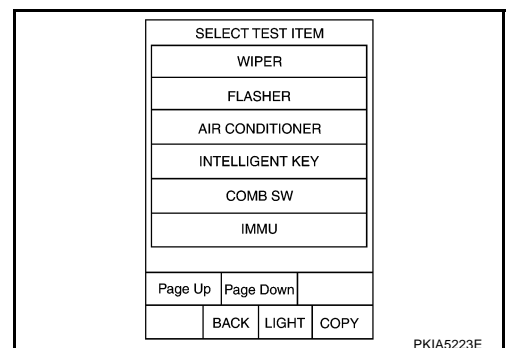 SELECT TEST ITEM
WIPER
FLASHER
AIR CONDITIONER
INTELLIGENT KEY
COMB SW
IMMU
Page Up Page Down
BACK LIGHT COPY
PKIA5223E